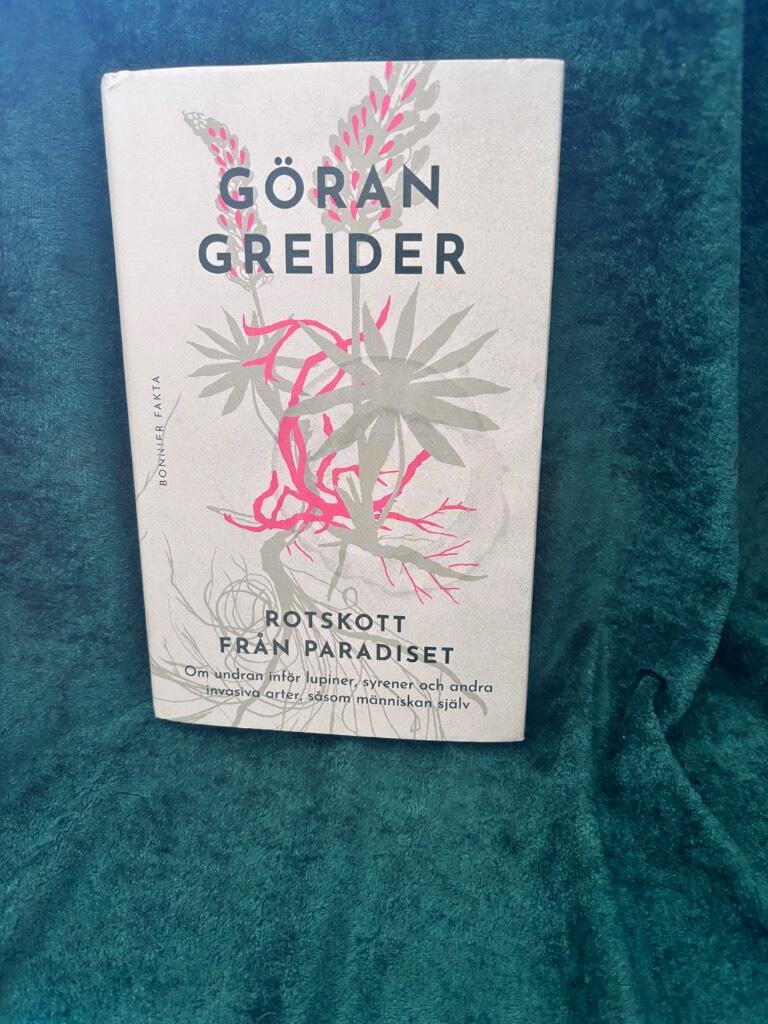 GÖRAN
GREIDER
BONNIER FAKTA
ROTSKOTT
FRÅN PARADISET
Om undran inför lupiner, syrener och andra
invasiva arter, såsom människan själv